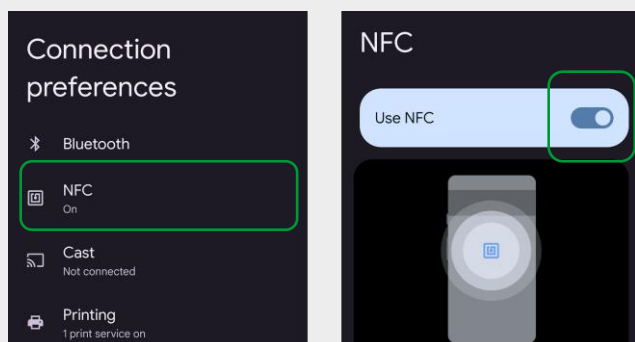 Connection
preferences
Bluetooth
NFC
On
Cast
Not connected
Printing
1 print service on
NFC
Use NFC